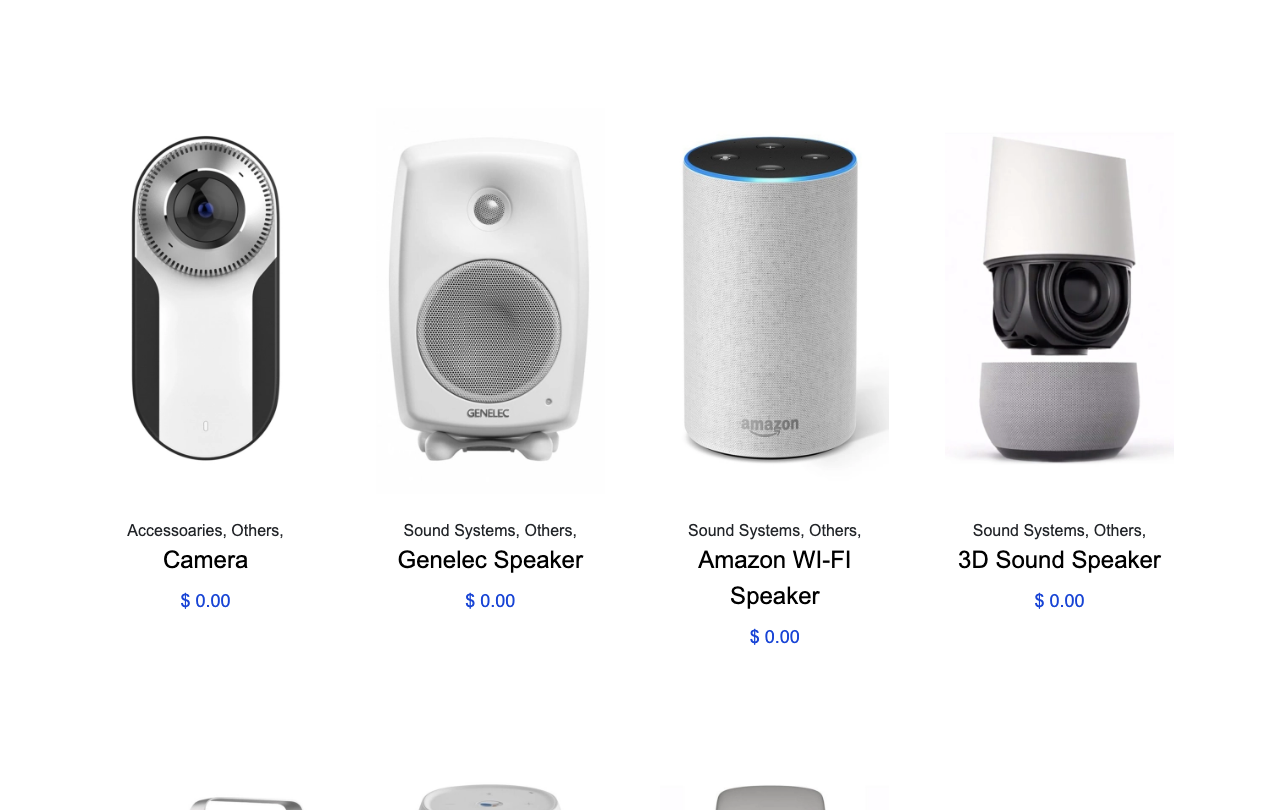 GENELEC
amazon
Accessoaries, Others,
Camera
$ 0.00
Sound Systems, Others,
Genelec Speaker
$ 0.00
Sound Systems, Others,
Amazon WI-FI
Speaker
$ 0.00
Sound Systems, Others,
3D Sound Speaker
$ 0.00